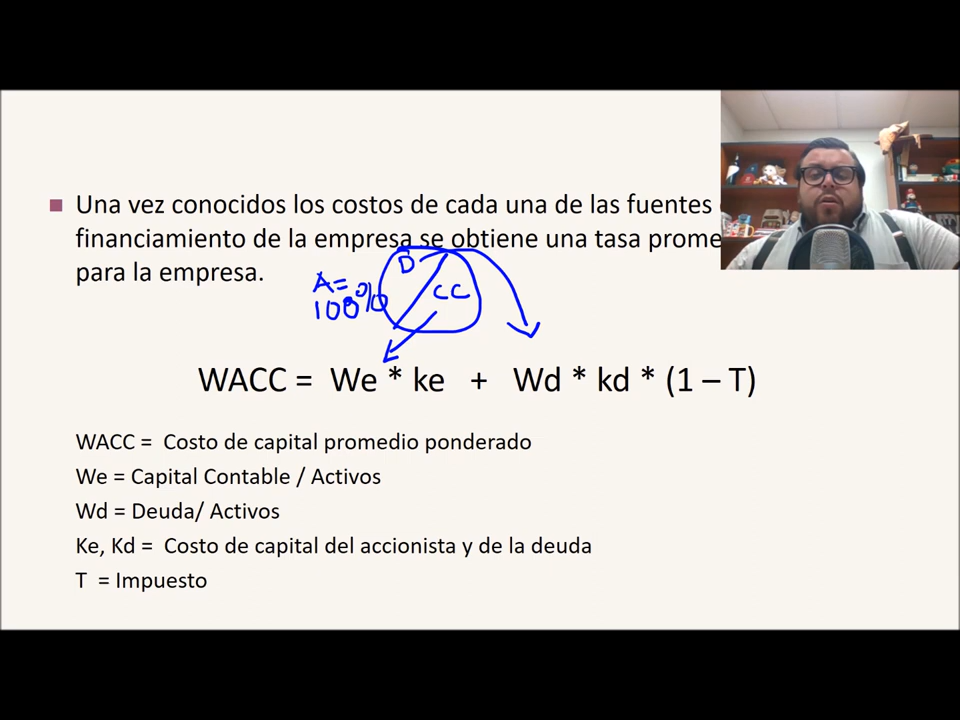 Una vez conocidos los costos de cada una de las fuentes
financiamiento de la empresa se obtiene una tasa prome
para la empresa.
A=
100%
D
CC
WACC = We * ke + Wd * kd * (1 – T)
WACC = Costo de capital promedio ponderado
We = Capital Contable / Activos
Wd = Deuda/ Activos
Ke, Kd = Costo de capital del accionista y de la deuda
T = Impuesto